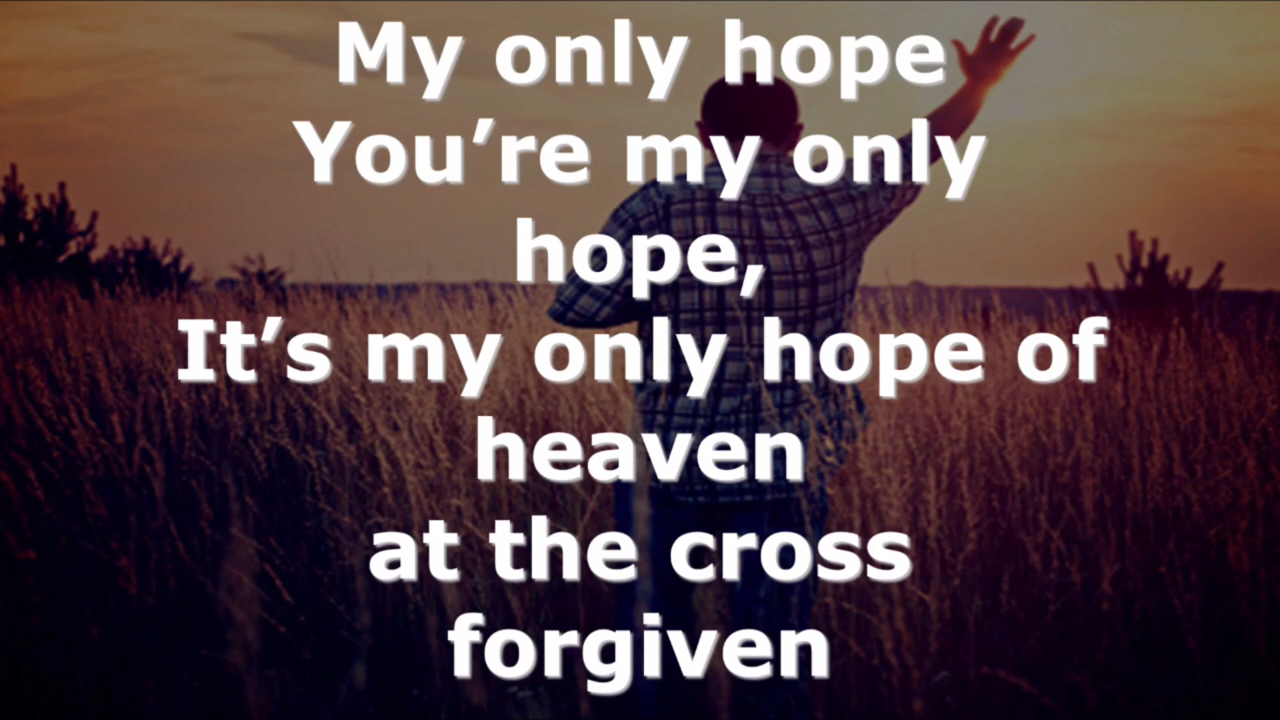 My only hope
You’re my only
hope,
It’s my only hope of
heaven
at the cross
forgiven